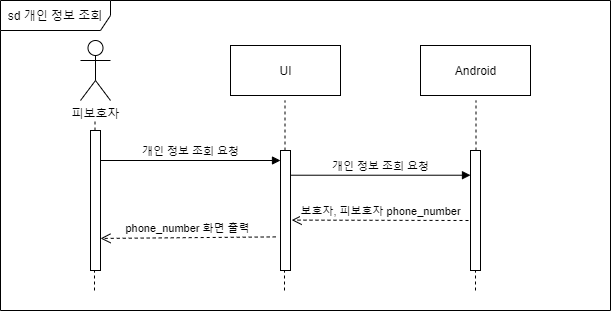 sd 개인 정보 조회
피보호자
UI
Android
개인 정보 조회 요청
개인 정보 조회 요청
보호자, 피보호자 phone_number
phone_number 화면 출력